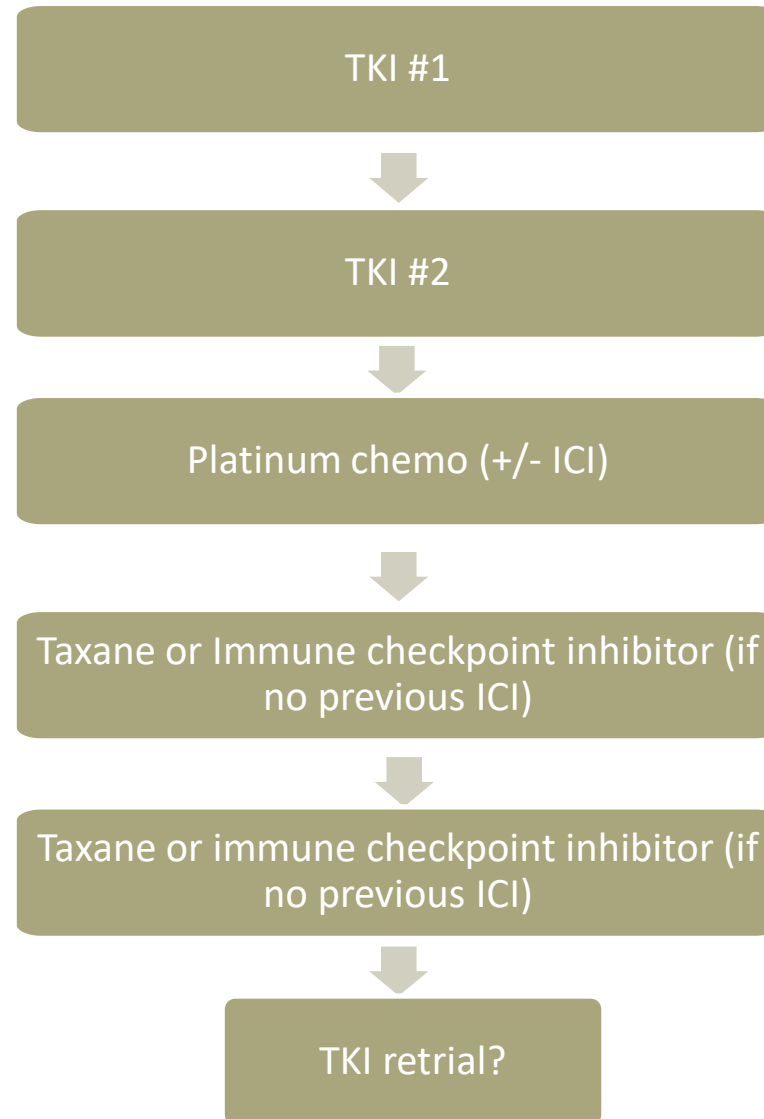 TKI #1
TKI #2
Platinum chemo (+/- ICI)
Taxane or Immune checkpoint inhibitor (if
no previous ICI)
Taxane or immune checkpoint inhibitor (if
no previous ICI)
TKI retrial?